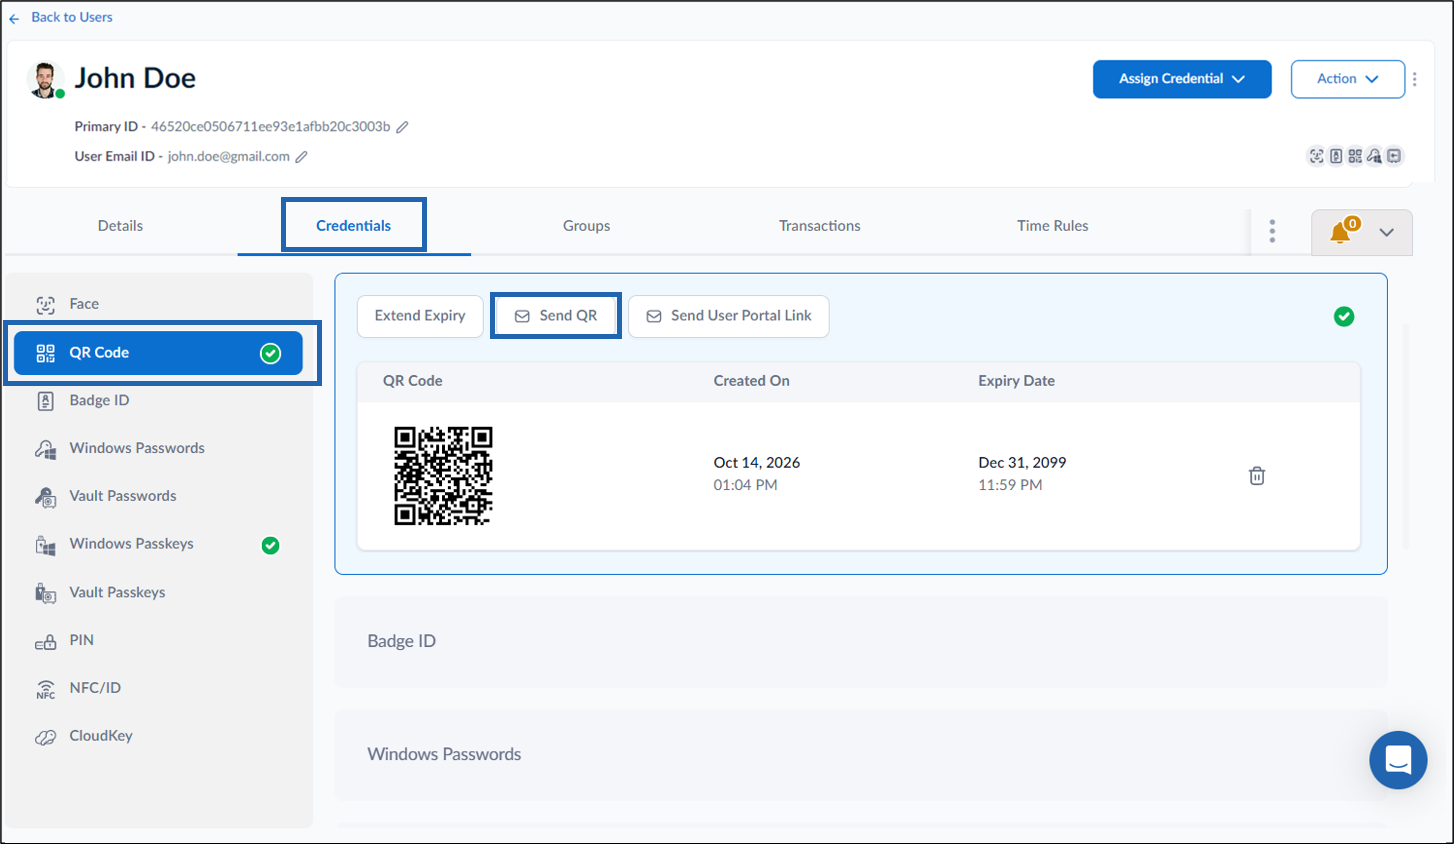 Back to Users
John Doe
Assign Credential
Action
Primary ID - 46520ce0506711ee93e1afbb20c3003b
User Email ID - john.doe@gmail.com
Details
Credentials
Groups
Transactions
Time Rules
0
Face
QR Code
Badge ID
Windows Passwords
Vault Passwords
Windows Passkeys
Vault Passkeys
PIN
NFC
NFC/ID
CloudKey
Extend Expiry
Send QR
Send User Portal Link
QR Code Created On Expiry Date
Oct 14, 2026 Dec 31, 2099
01:04 PM 11:59 PM
Badge ID
Windows Passwords